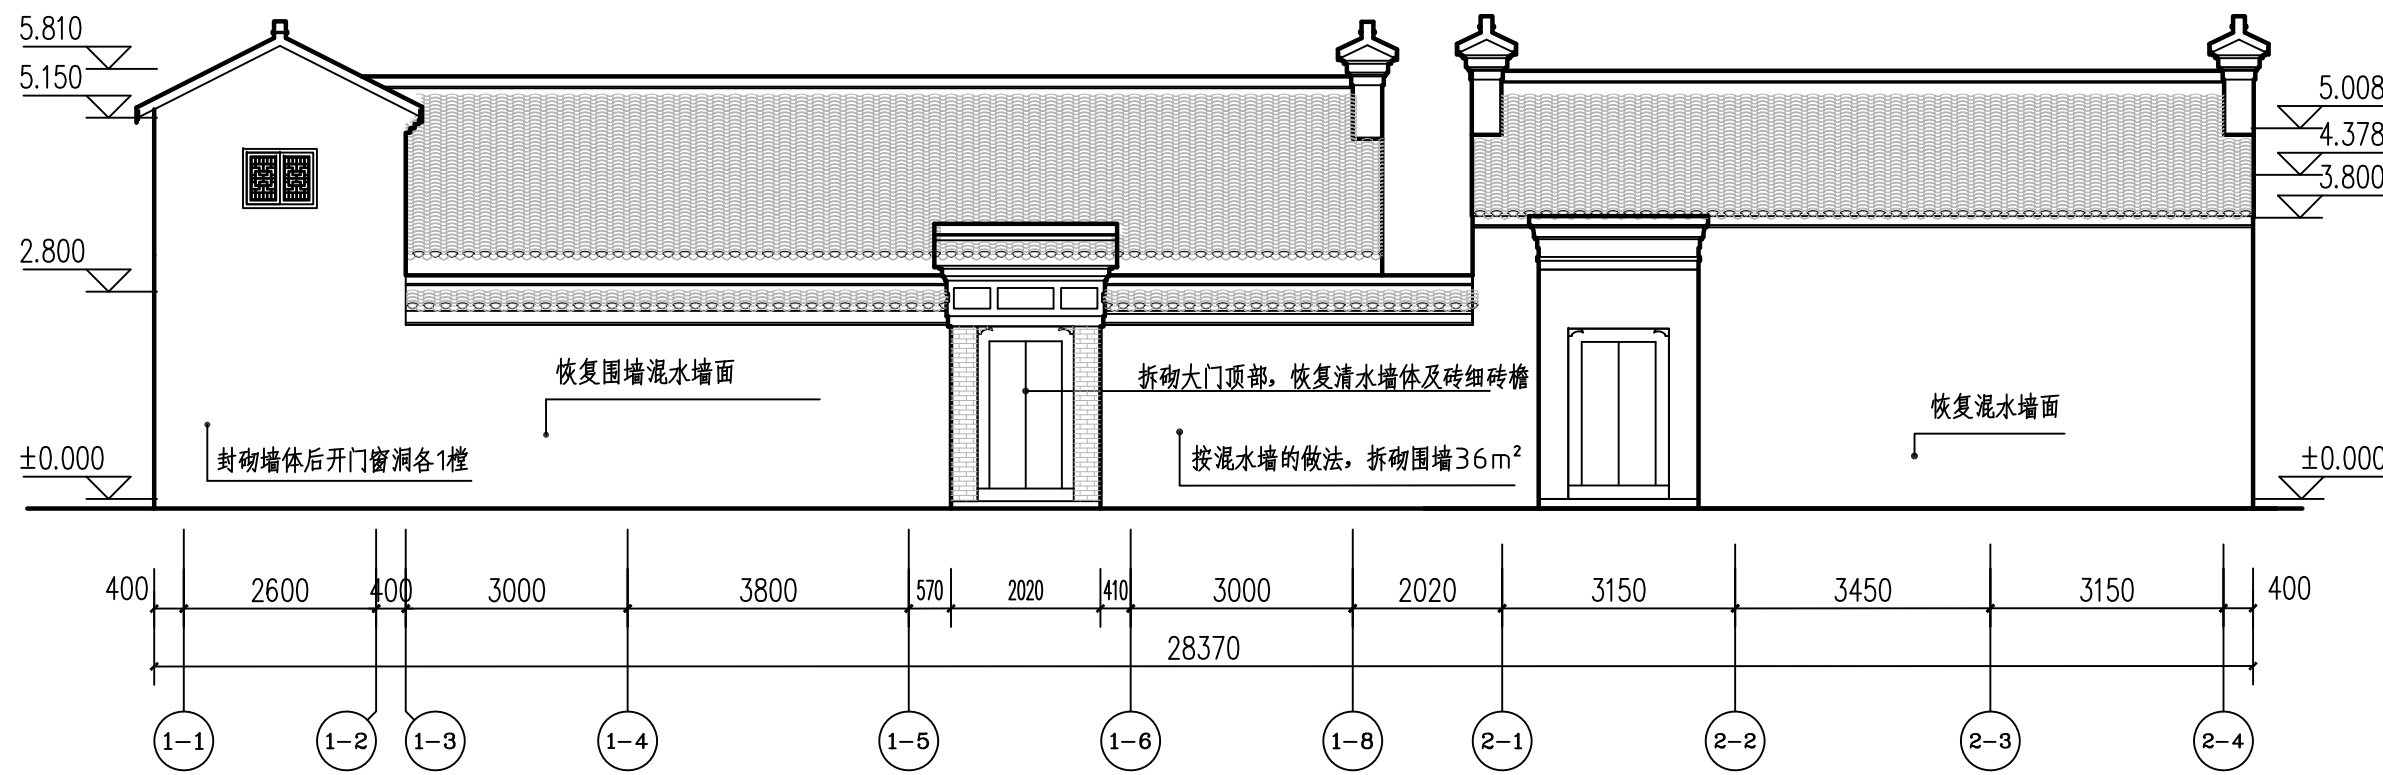 5.810
5.150
5.008
4.378
3.800
2.800
恢复围墙混水墙面
拆砌大门顶部，恢复清水墙体及砖细砖檐
恢复混水墙面
封砌墙体后开门窗洞各1樘
按混水墙的做法，拆砌围墙36m²
±0.000
±0.000
400 2600 400 3000 3800 570 2020 410 3000 2020 3150 3450 3150 400
28370
1-1 1-2 1-3 1-4 1-5 1-6 1-8 2-1 2-2 2-3 2-4